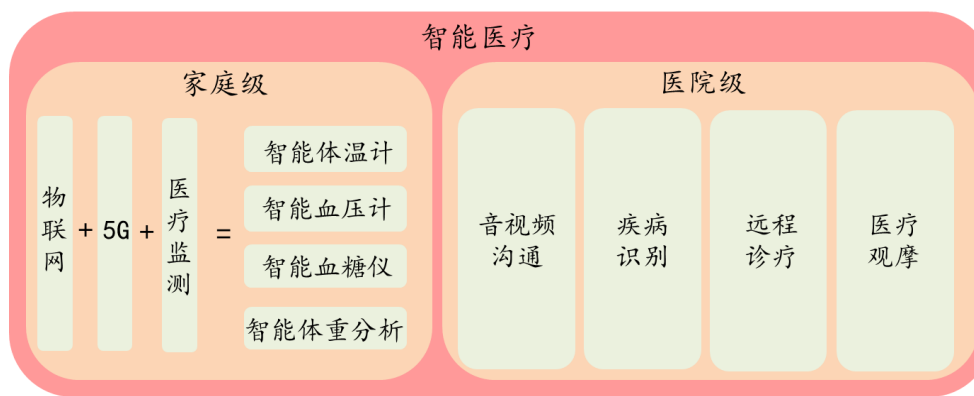 智能医疗
家庭级
物
联
网
+
5G
+
医
疗
监
测
=
智能体温计
智能血压计
智能血糖仪
智能体重分析
医院级
音视频
沟通
疾病
识别
远程
诊疗
医疗
观摩